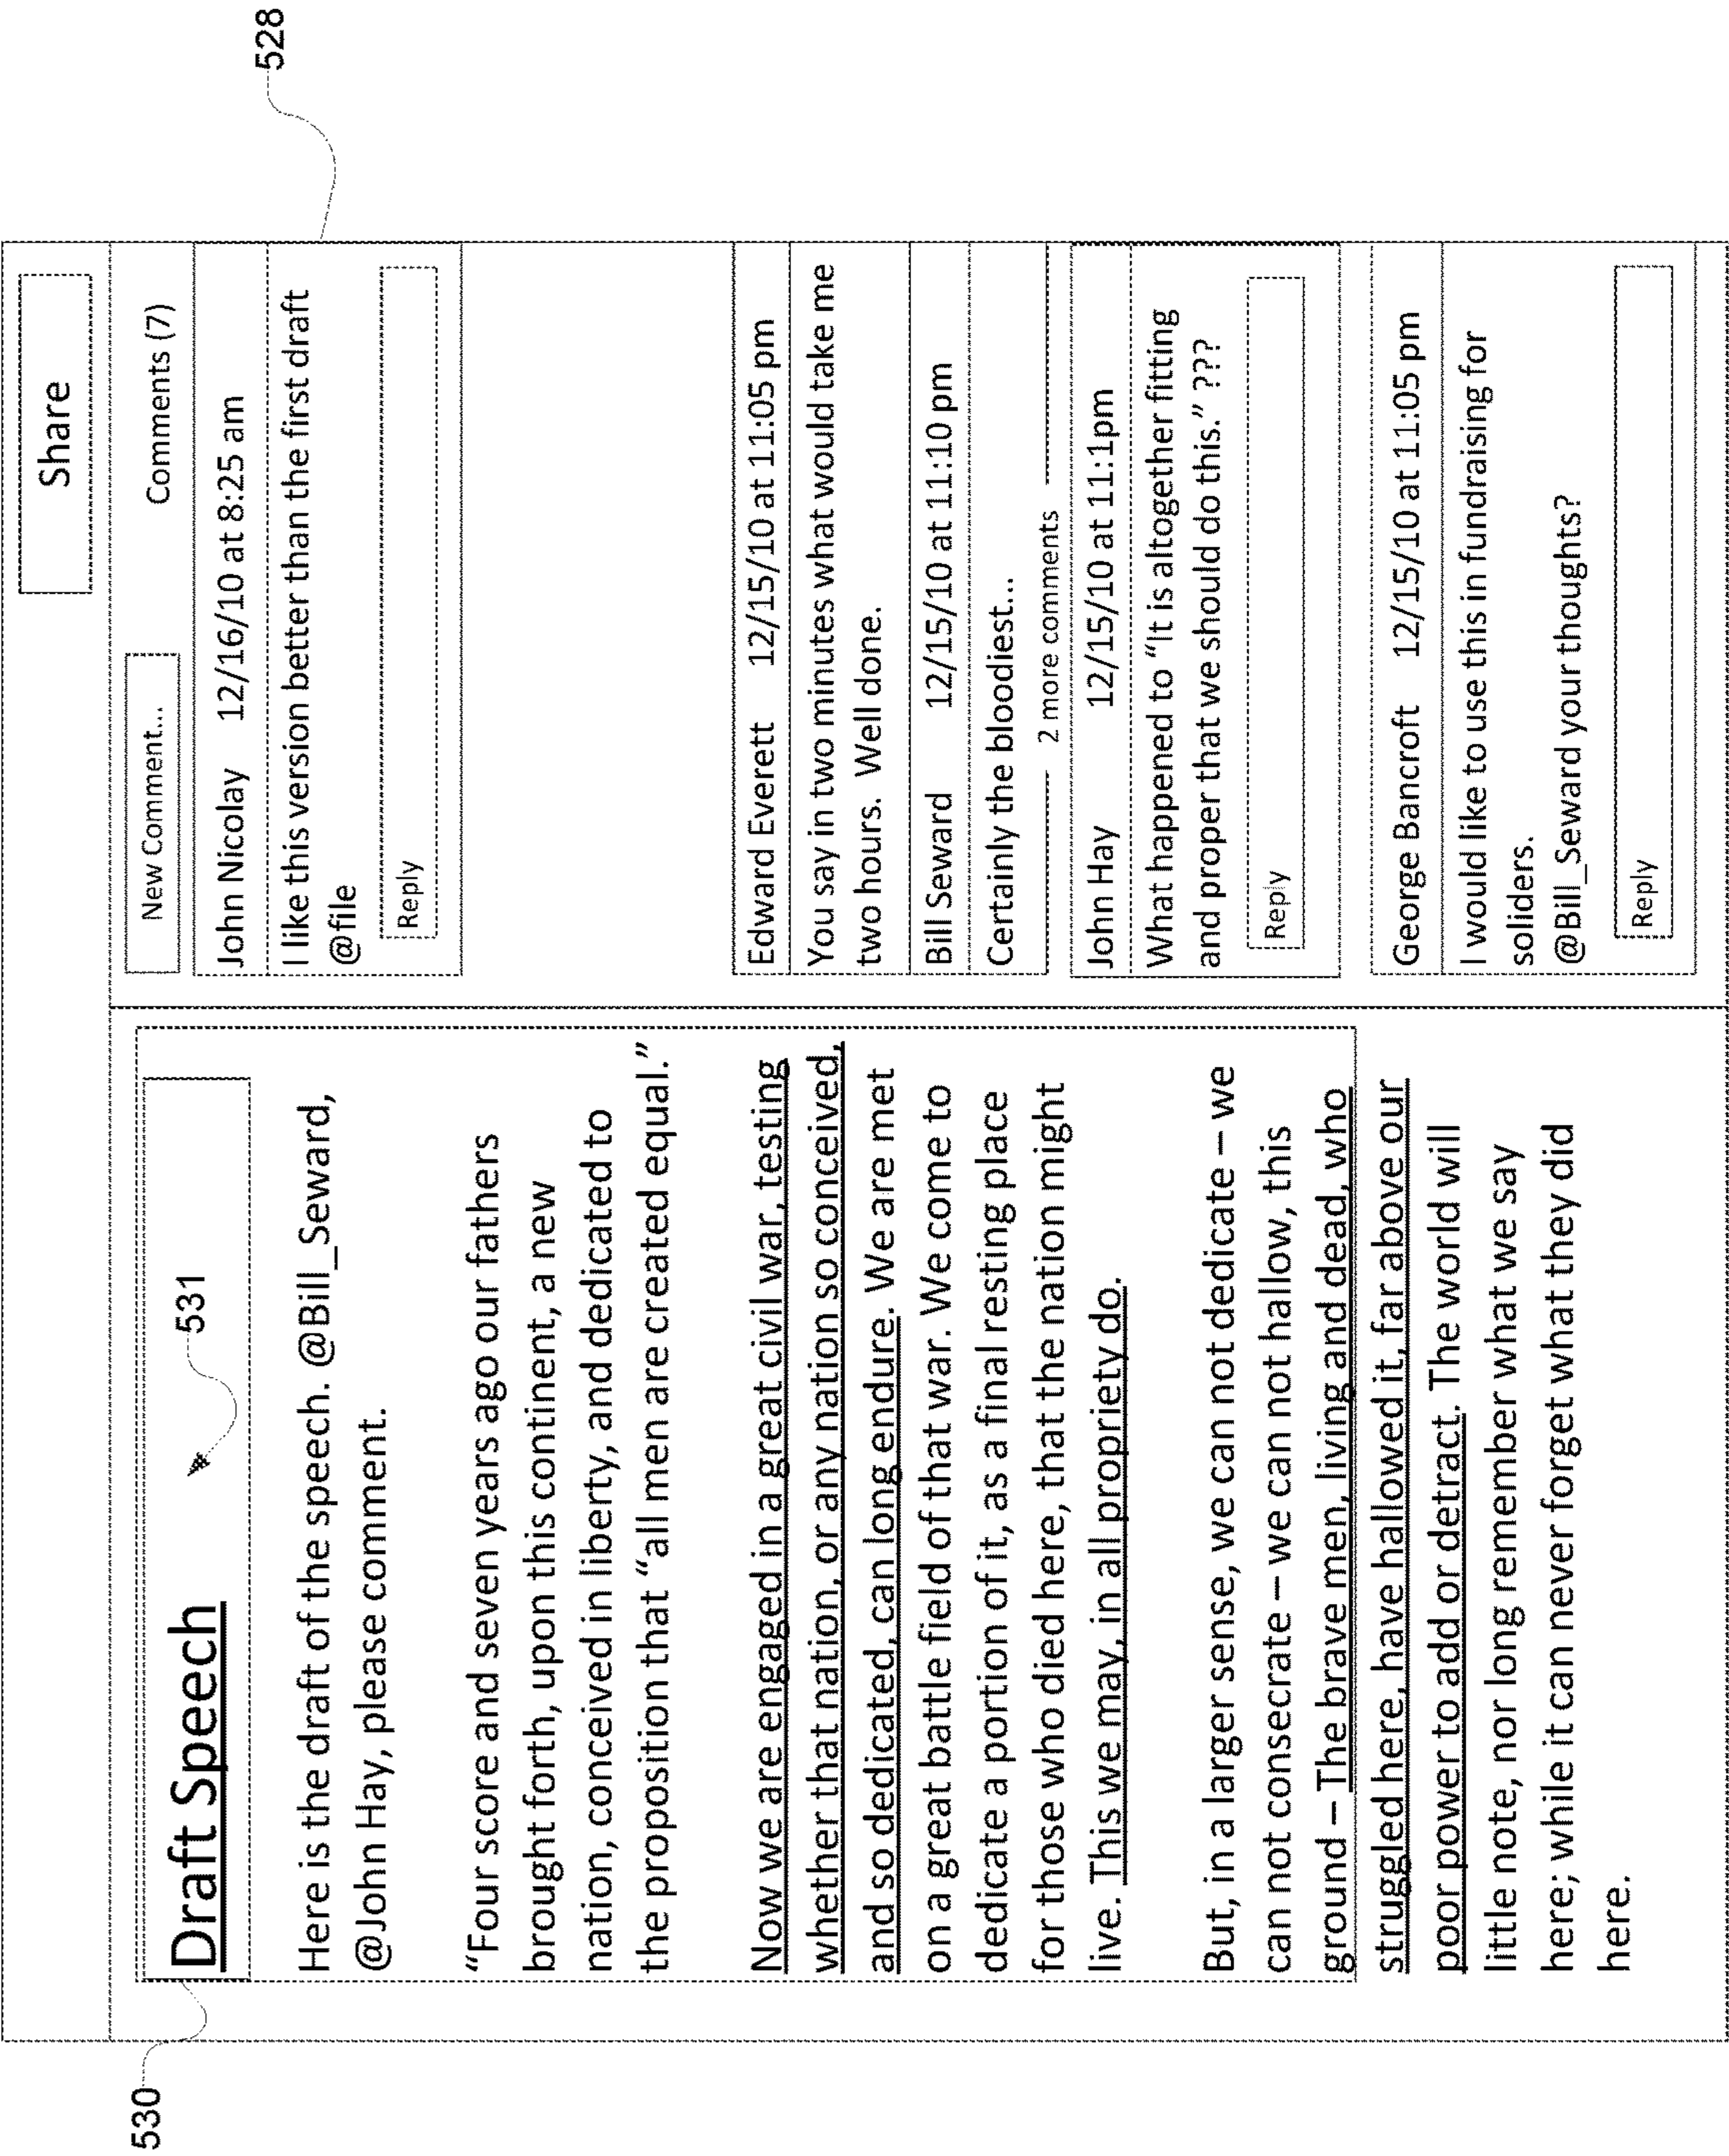 Share
530
Draft Speech
531
Here is the draft of the speech. @Bill_Seward,
@John Hay, please comment.
“Four score and seven years ago our fathers
brought forth, upon this continent, a new
nation, conceived in liberty, and dedicated to
the proposition that “all men are created equal.”
Now we are engaged in a great civil war, testing
whether that nation, or any nation so conceived,
and so dedicated, can long endure. We are met
on a great battle field of that war. We come to
dedicate a portion of it, as a final resting place
for those who died here, that the nation might
live. This we may, in all propriety do.
But, in a larger sense, we can not dedicate – we
can not consecrate – we can not hallow, this
ground – The brave men, living and dead, who
struggled here, have hallowed it, far above our
poor power to add or detract. The world will
little note, nor long remember what we say
here; while it can never forget what they did
here.
New Comment... Comments (7)
528
John Nicolay 12/16/10 at 8:25 am
I like this version better than the first draft
@file
Reply
Edward Everett 12/15/10 at 11:05 pm
You say in two minutes what would take me
two hours. Well done.
Bill Seward 12/15/10 at 11:10 pm
Certainly the bloodiest...
2 more comments
John Hay 12/15/10 at 11:1pm
What happened to “It is altogether fitting
and proper that we should do this.” ???
Reply
George Bancroft 12/15/10 at 11:05 pm
I would like to use this in fundraising for
soliders.
@Bill_Seward your thoughts?
Reply